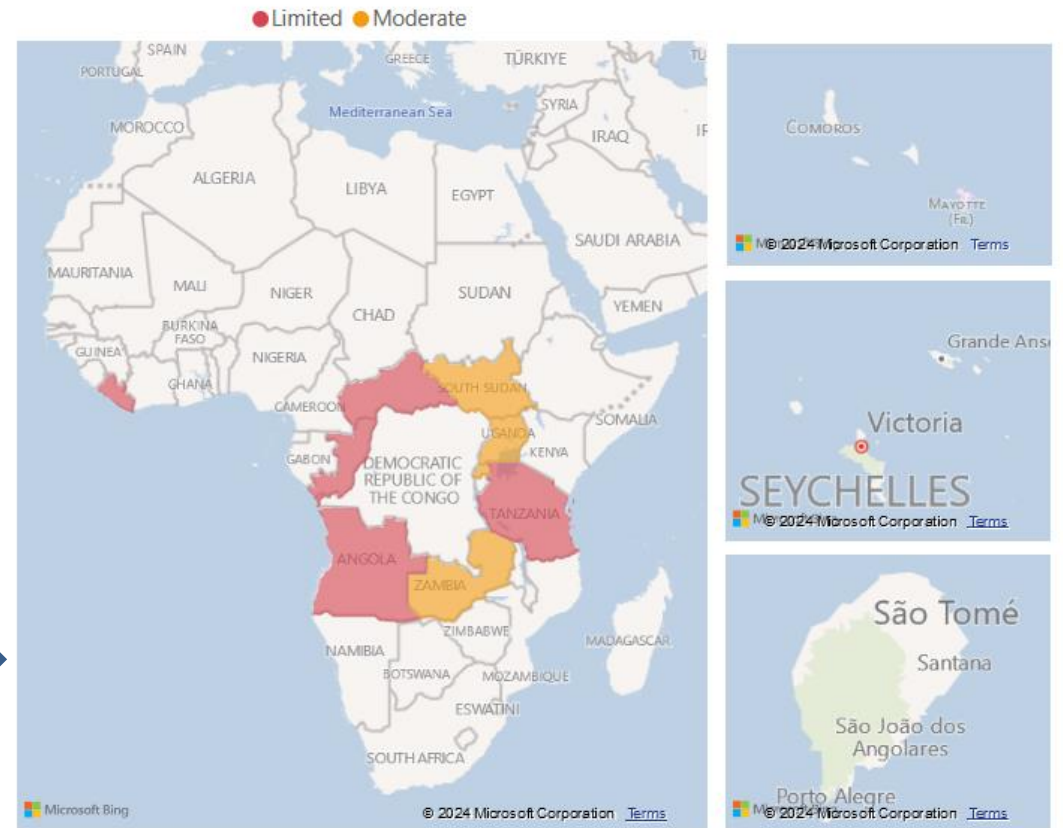 Limited Moderate
SPAIN
PORTUGAL
GREECE
TÜRKIYE
TU
Mediterranean Sea
SYRIA
IRAQ
MOROCCO
ALGERIA
LIBYA
EGYPT
SAUDI ARABIA
MAURITANIA
MALI
NIGER
CHAD
SUDAN
YEMEN
BURKINA
FASO
GUINEA
NIGERIA
GHANA
CAMEROON
SOUTH SUDAN
SOMALIA
UGANDA
KENYA
GABON
DEMOCRATIC
REPUBLIC OF
THE CONGO
TANZANIA
ANGOLA
ZAMBIA
ZIMBABWE
MADAGASCAR
NAMIBIA
BOTSWANA
MOZAMBIQUE
ESWATINI
SOUTH AFRICA
Microsoft Bing
© 2024 Microsoft Corporation Terms
COMOROS
MAYOTTE
(FR.)
© 2024 Microsoft Corporation Terms
Grande Ans
Victoria
SEYCHELLES
© 2024 Microsoft Corporation Terms
São Tomé
Santana
São João dos
Angolares
Porto Alegre
© 2024 Microsoft Corporation Terms